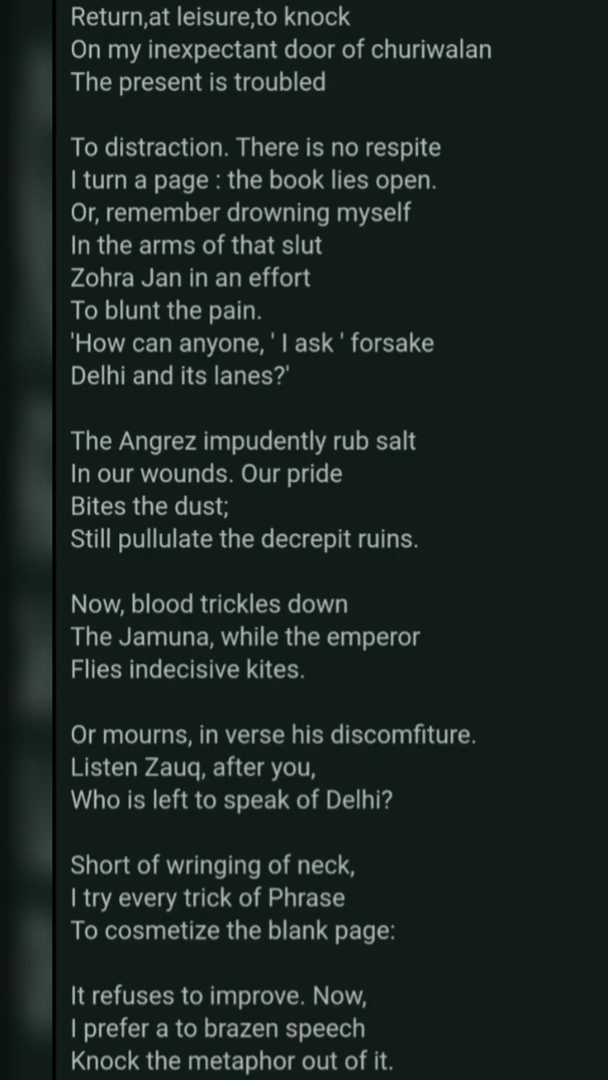 Return,at leisure,to knock
On my inexpectant door of churiwalan
The present is troubled
To distraction. There is no respite
I turn a page : the book lies open.
Or, remember drowning myself
In the arms of that slut
Zohra Jan in an effort
To blunt the pain.
'How can anyone, ' I ask ' forsake
Delhi and its lanes?'
The Angrez impudently rub salt
In our wounds. Our pride
Bites the dust;
Still pullulate the decrepit ruins.
Now, blood trickles down
The Jamuna, while the emperor
Flies indecisive kites.
Or mourns, in verse his discomfiture.
Listen Zauq, after you,
Who is left to speak of Delhi?
Short of wringing of neck,
I try every trick of Phrase
To cosmetize the blank page:
It refuses to improve. Now,
I prefer a to brazen speech
Knock the metaphor out of it.